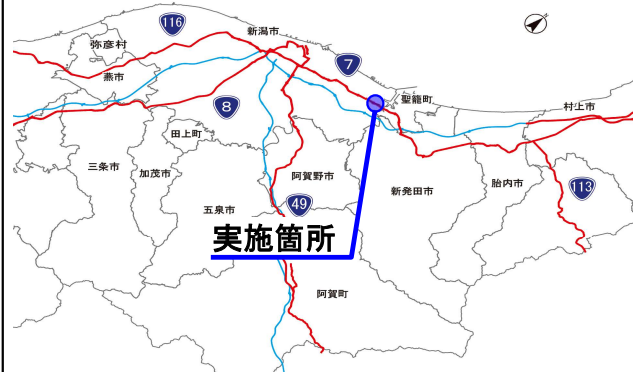 116
新潟市
弥彦村
7
燕市
聖籠町
8
村上市
田上町
三条市
加茂市
阿賀野市
新発田市
胎内市
113
五泉市
49
実施箇所
阿賀町